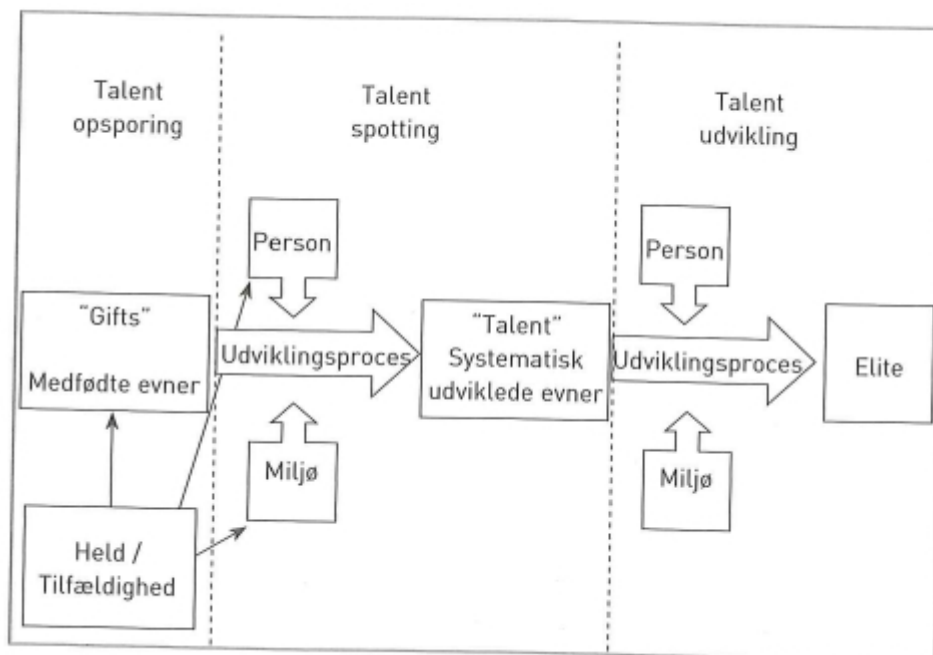 Talent
opsporing
Talent
spotting
Talent
udvikling
Person
Person
"Gifts"
Medfødte evner
Udviklingsproces
"Talent"
Systematisk
udviklede evner
Udviklingsproces
Elite
Miljø
Miljø
Held /
Tilfældighed